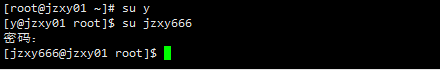 [root@jzxy01 ~]# su y
[y@jzxy01 root]$ su jzxy666
密码：
[jzxy666@jzxy01 root]$